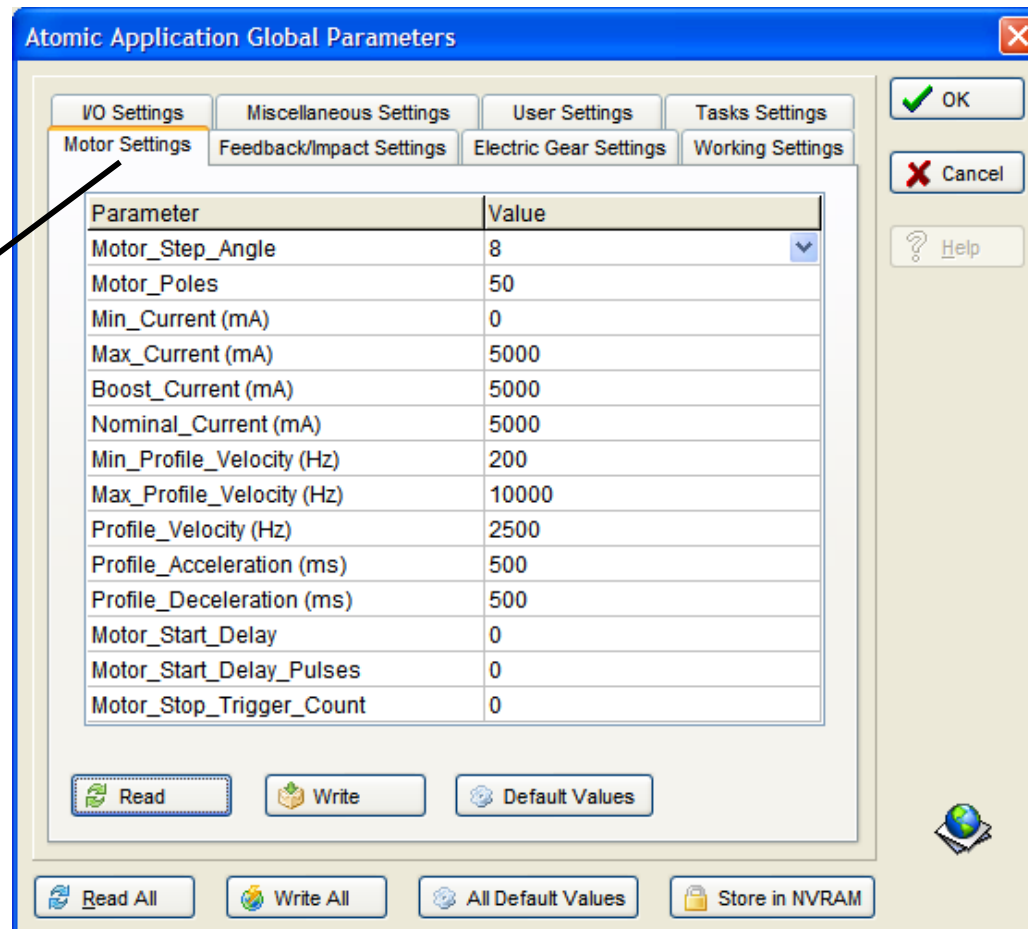 Atomic Application Global Parameters
I/O Settings Miscellaneous Settings User Settings Tasks Settings
Motor Settings Feedback/Impact Settings Electric Gear Settings Working Settings
OK
Cancel
Help
Parameter Value
Motor_Step_Angle 8
Motor_Poles 50
Min_Current (mA) 0
Max_Current (mA) 5000
Boost_Current (mA) 5000
Nominal_Current (mA) 5000
Min_Profile_Velocity (Hz) 200
Max_Profile_Velocity (Hz) 10000
Profile_Velocity (Hz) 2500
Profile_Acceleration (ms) 500
Profile_Deceleration (ms) 500
Motor_Start_Delay 0
Motor_Start_Delay_Pulses 0
Motor_Stop_Trigger_Count 0
Read Write Default Values
Read All Write All All Default Values Store in NVRAM